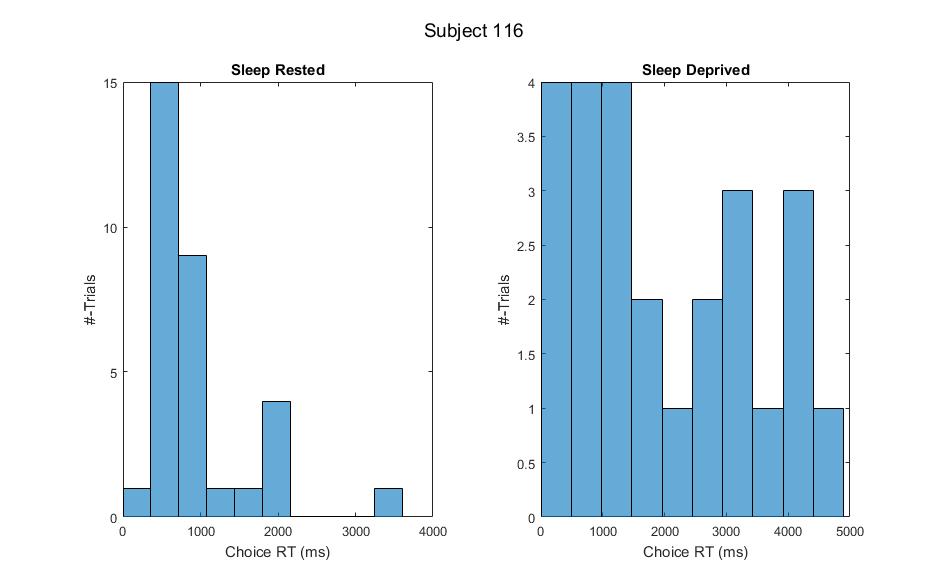 Subject 116
Sleep Rested
15
10
5
0
#-Trials
0 1000 2000 3000 4000
Choice RT (ms)
Sleep Deprived
4
3.5
3
2.5
2
1.5
1
0.5
0
#-Trials
0 1000 2000 3000 4000 5000
Choice RT (ms)